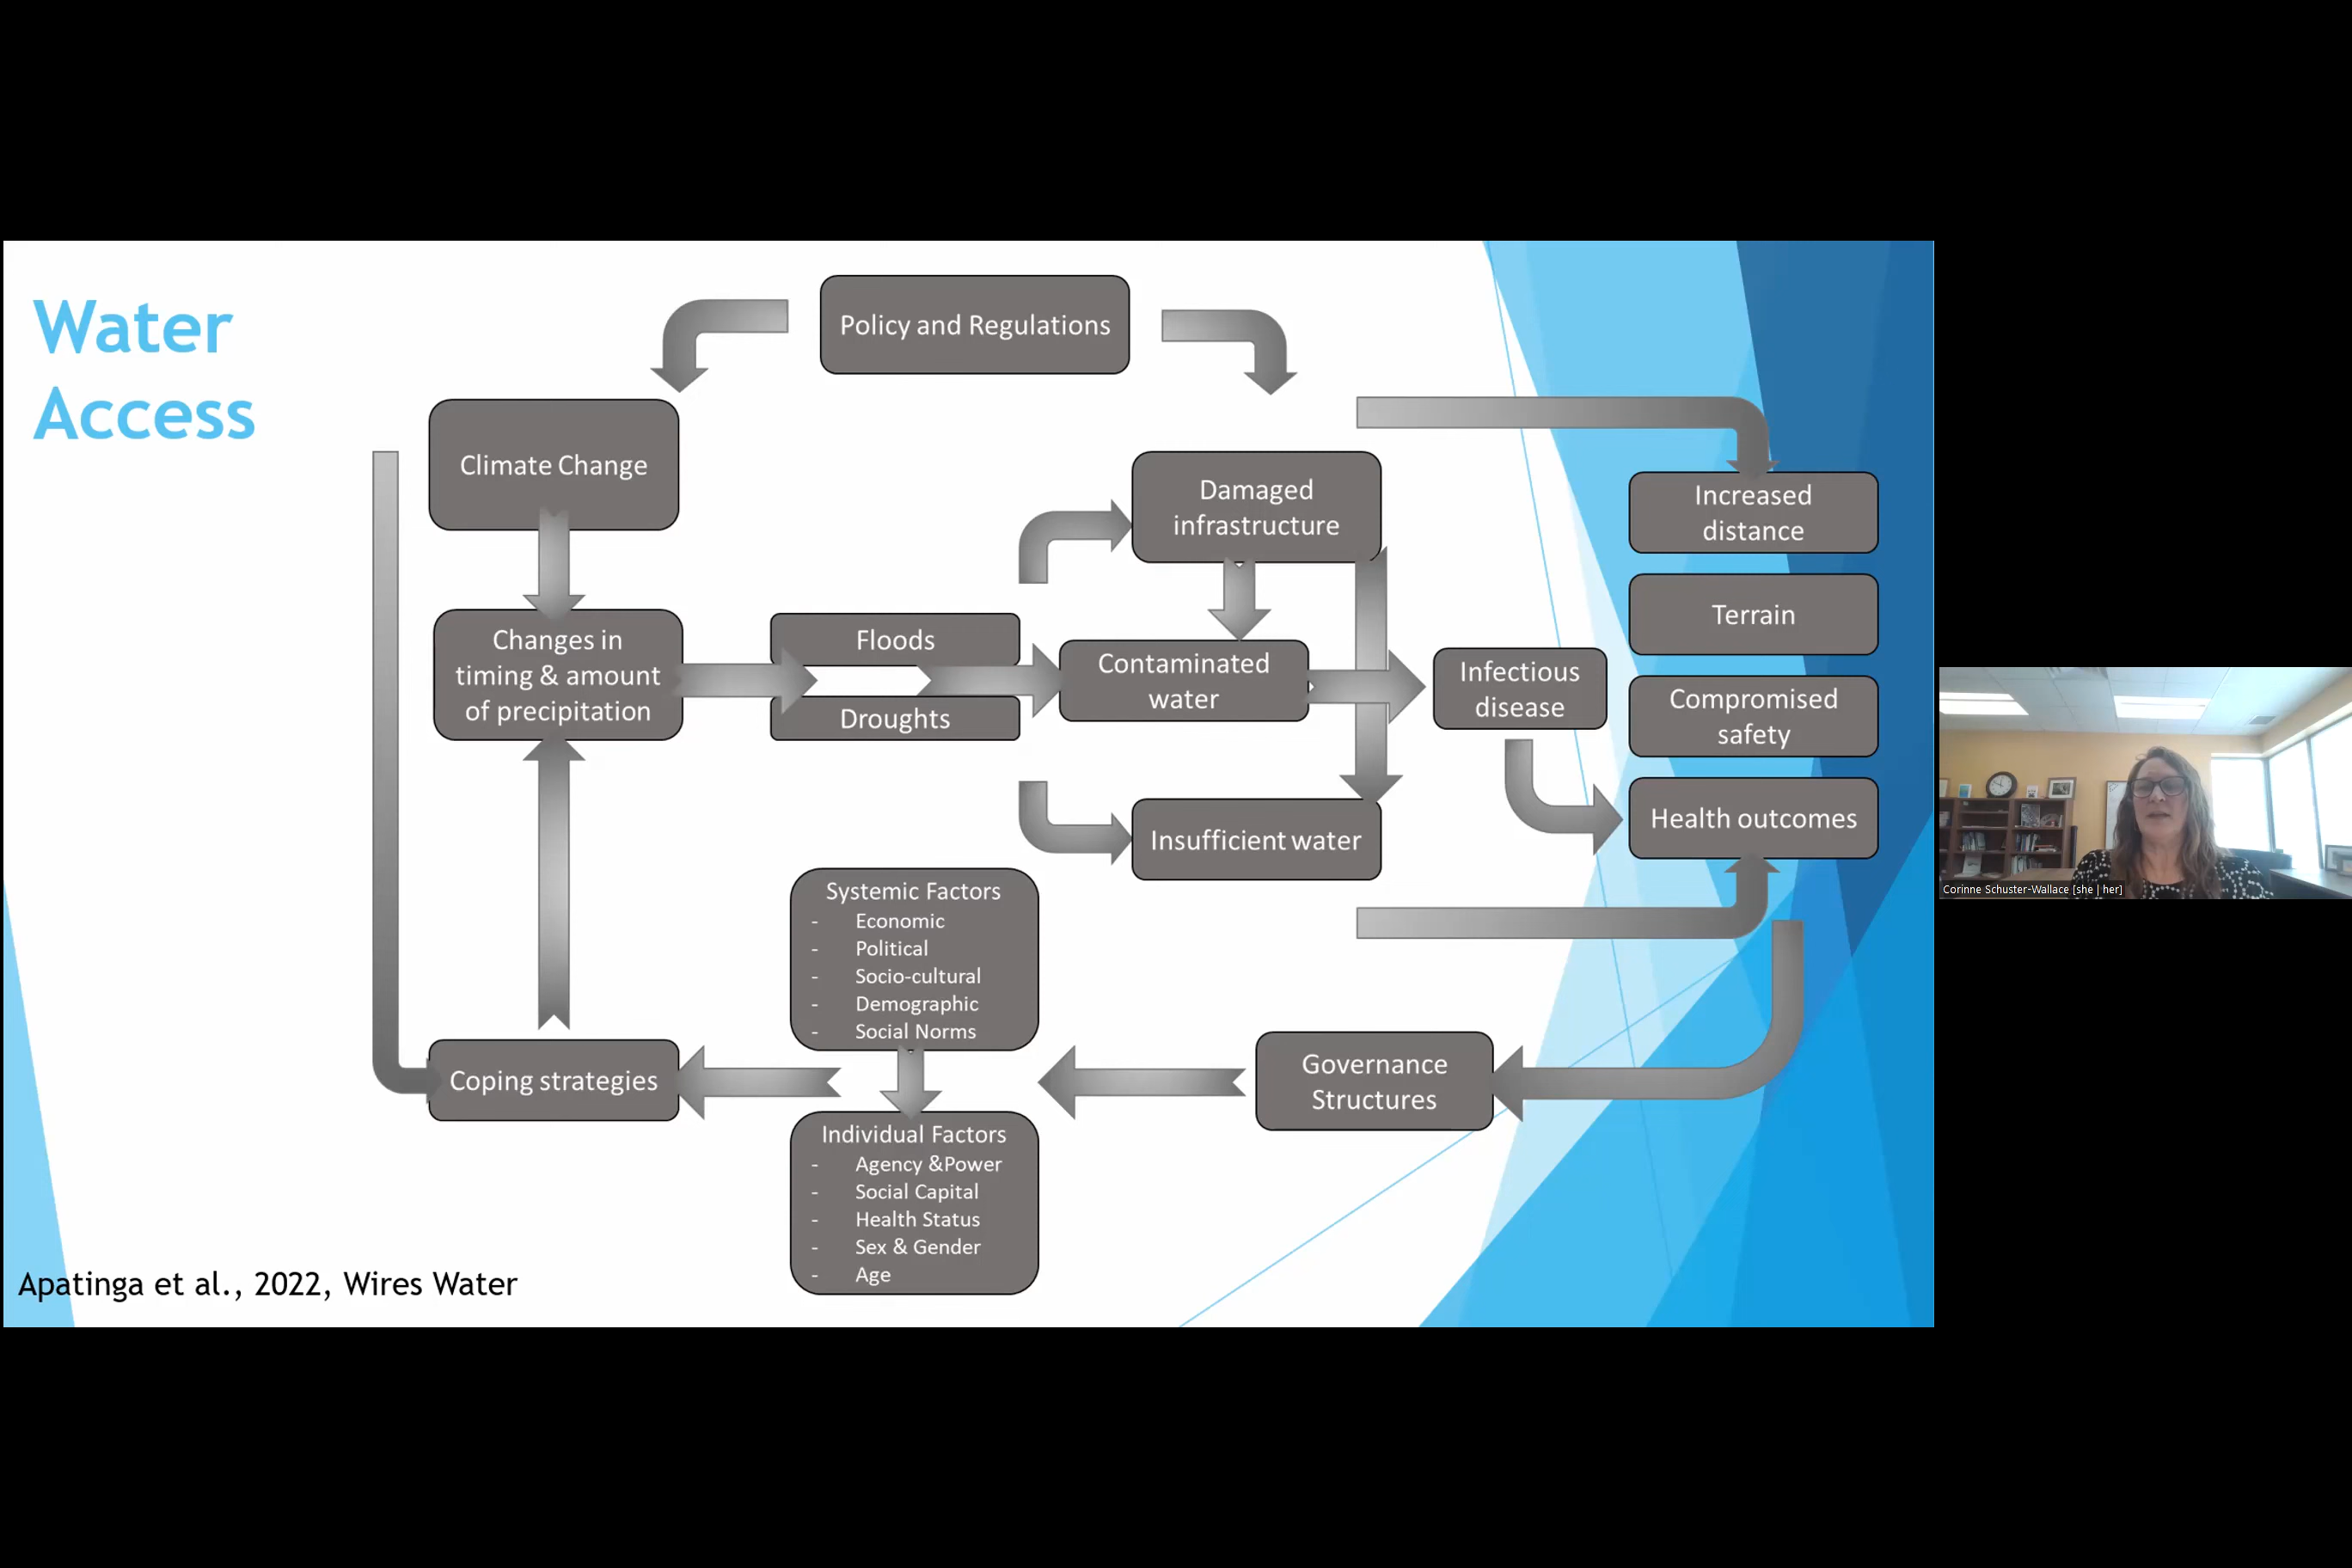 Water
Access
Policy and Regulations
Climate Change
Damaged
infrastructure
Increased
distance
Terrain
Changes in
timing & amount
of precipitation
Floods
Droughts
Contaminated
water
Infectious
disease
Compromised
safety
Health outcomes
Insufficient water
Systemic Factors
- Economic
- Political
- Socio-cultural
- Demographic
- Social Norms
Coping strategies
Governance
Structures
Individual Factors
- Agency &Power
- Social Capital
- Health Status
- Sex & Gender
- Age
Apatinga et al., 2022, Wires Water
Corinne Schuster-Wallace [she | her]